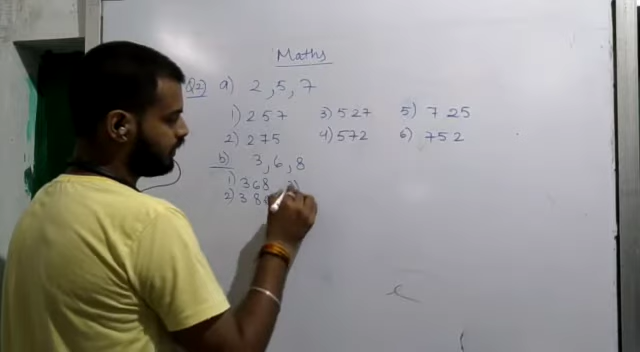 Maths
Q2) a) 2, 5, 7
1) 257 3) 527 5) 725
2) 275 4) 572 6) 752
b) 3, 6, 8
1) 368
2) 38